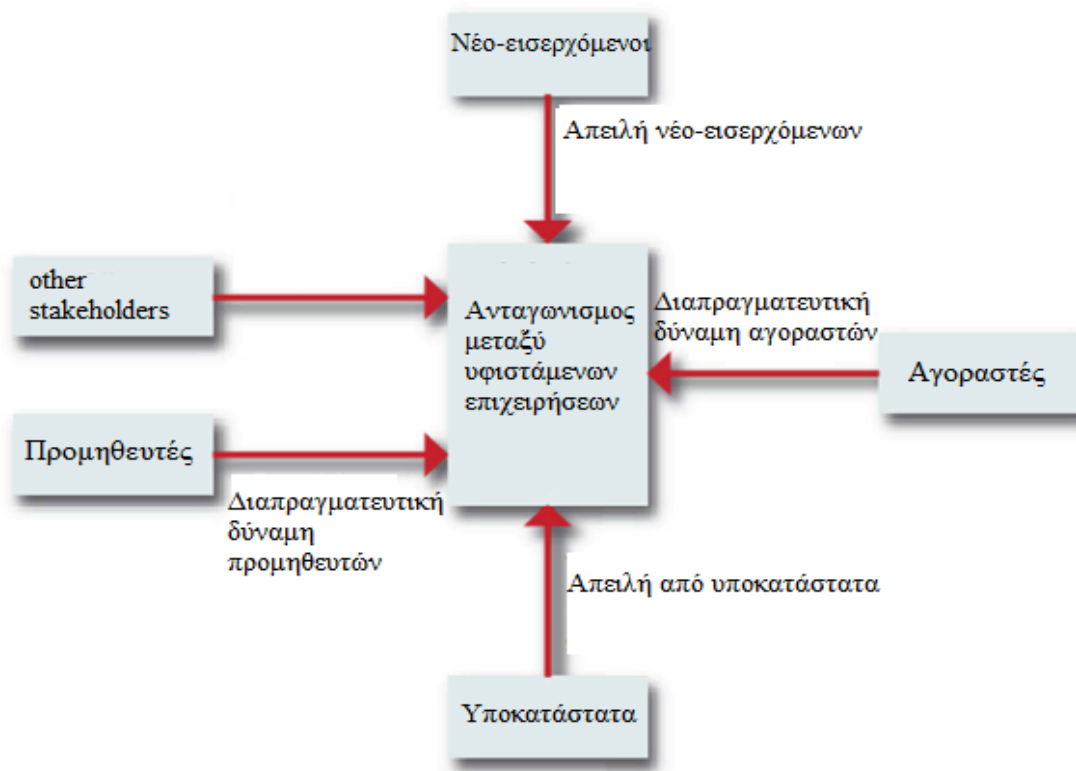 Νέο-εισερχόμενοι
Απειλή νέο-εισερχόμενων
other
stakeholders
Ανταγωνισμος
μεταξύ
υφιστάμενων
επιχειρήσεων
Διαπραγματευτική
δύναμη αγοραστών
Αγοραστές
Προμηθευτές
Διαπραγματευτική
δύναμη
προμηθευτών
Απειλή από υποκατάστατα
Υποκατάστατα